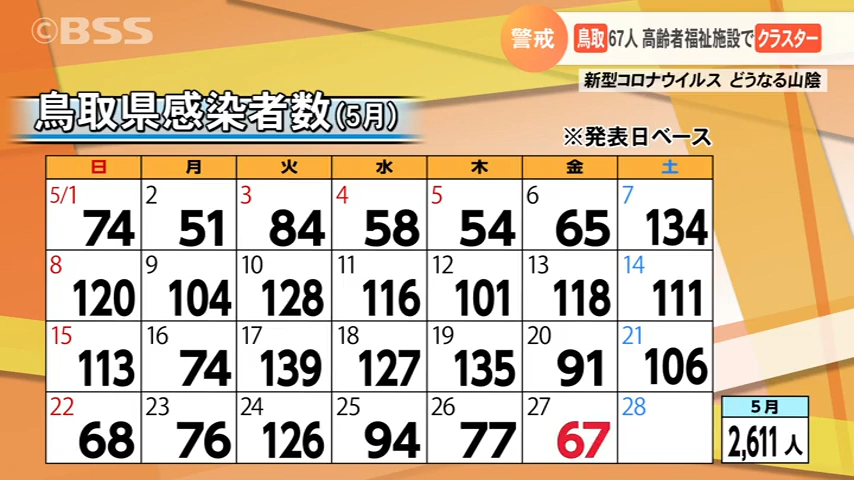 ©BSS
警戒
鳥取 67人 高齢者福祉施設でクラスター
新型コロナウイルス どうなる山陰
鳥取県感染者数(5月)
※発表日ベース
日 月 火 水 木 金 土
5/1 2 3 4 5 6 7
74 51 84 58 54 65 134
8 9 10 11 12 13 14
120 104 128 116 101 118 111
15 16 17 18 19 20 21
113 74 139 127 135 91 106
22 23 24 25 26 27 28
68 76 126 94 77 67
5月
2,611人